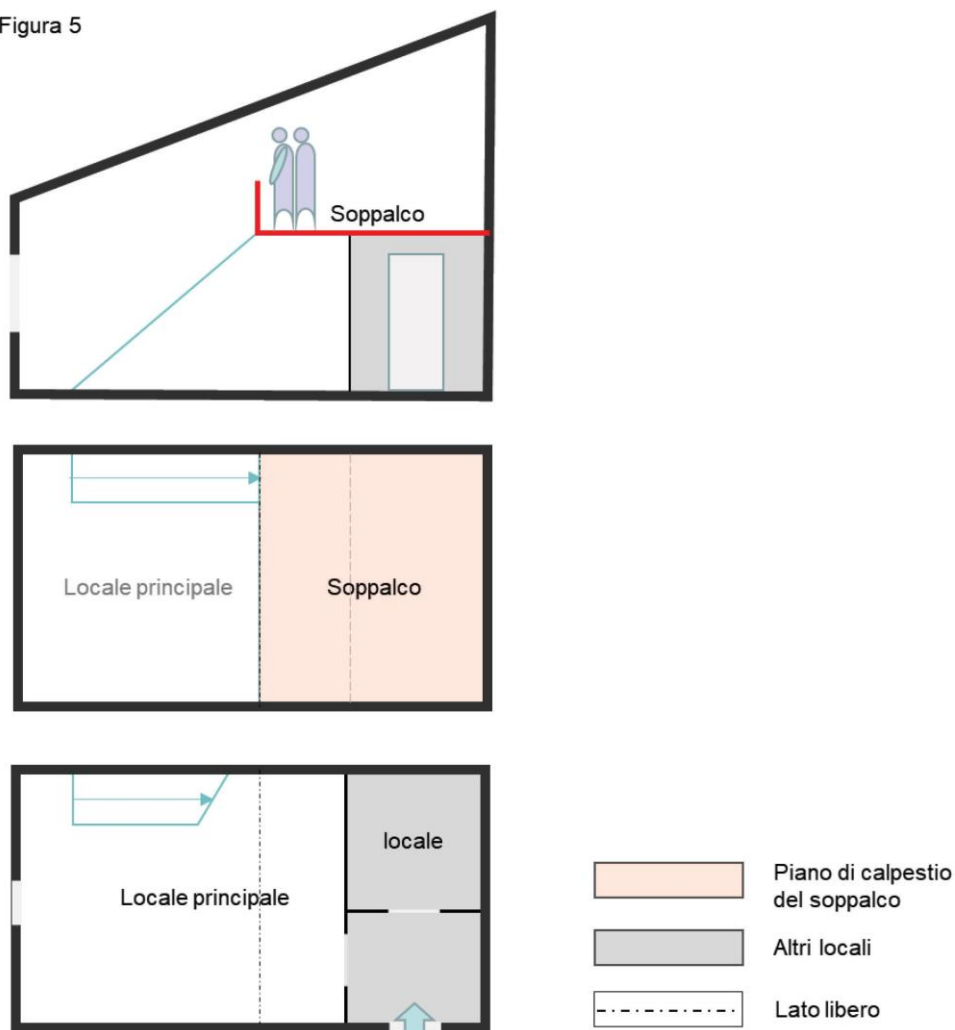 Figura 5
Soppalco
Locale principale
Soppalco
locale
Locale principale
Piano di calpestio
del soppalco
Altri locali
Lato libero